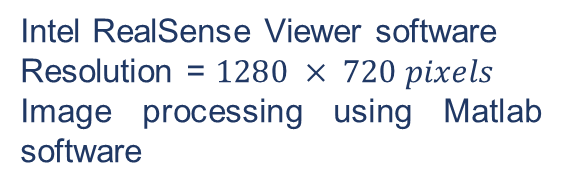 Intel RealSense Viewer software
Resolution = 1280 × 720 pixels
Image processing using Matlab
software